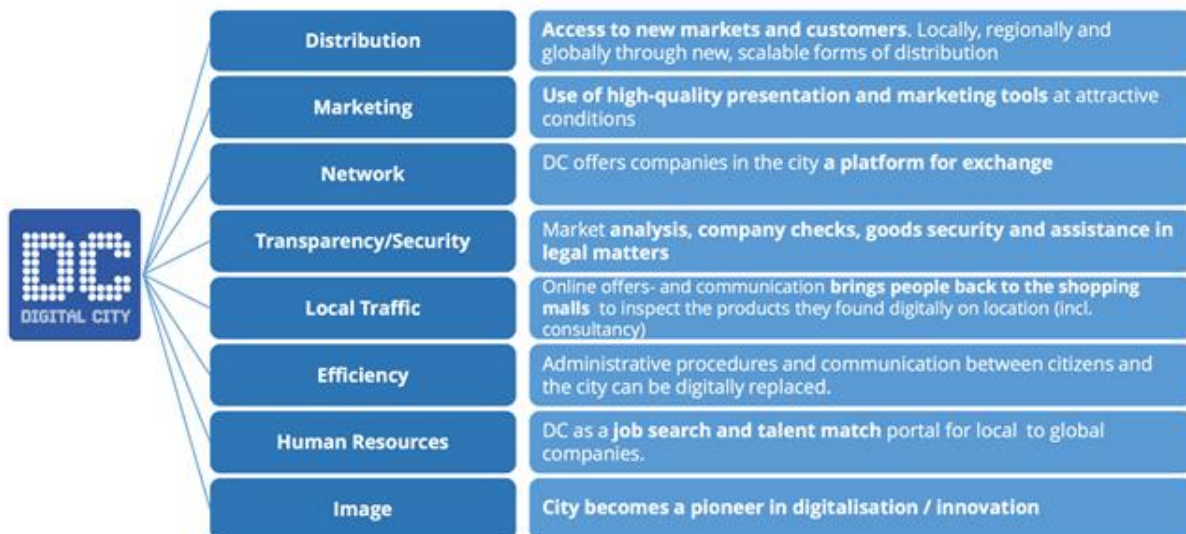 DC
DIGITAL CITY
Distribution
Access to new markets and customers. Locally, regionally and
globally through new, scalable forms of distribution
Marketing
Use of high-quality presentation and marketing tools at attractive
conditions
Network
DC offers companies in the city a platform for exchange
Transparency/Security
Market analysis, company checks, goods security and assistance in
legal matters
Local Traffic
Online offers- and communication brings people back to the shopping
malls to inspect the products they found digitally on location (incl.
consultancy)
Efficiency
Administrative procedures and communication between citizens and
the city can be digitally replaced.
Human Resources
DC as a job search and talent match portal for local to global
companies.
Image
City becomes a pioneer in digitalisation / innovation